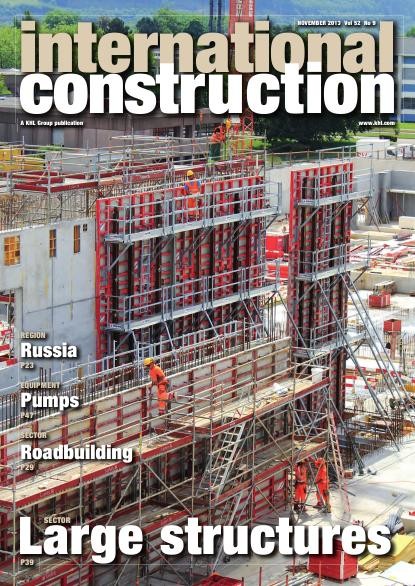 NOVEMBER 2013 Vol 52 No 9
international
construction
A KHL Group publication
www.khl.com
REGION
Russia
P23
EQUIPMENT
Pumps
P47
SECTOR
Roadbuilding
P29
SECTOR
Large structures
P39